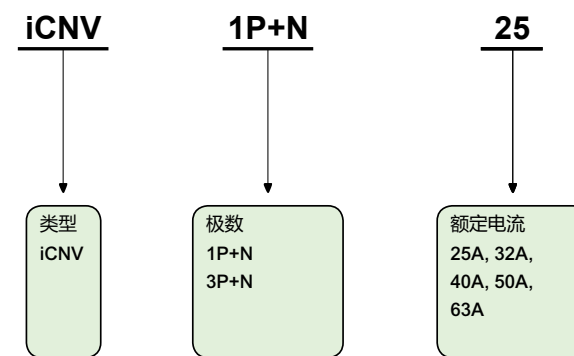 iCNV 1P+N 25
类型
iCNV
极数
1P+N
3P+N
额定电流
25A, 32A,
40A, 50A,
63A